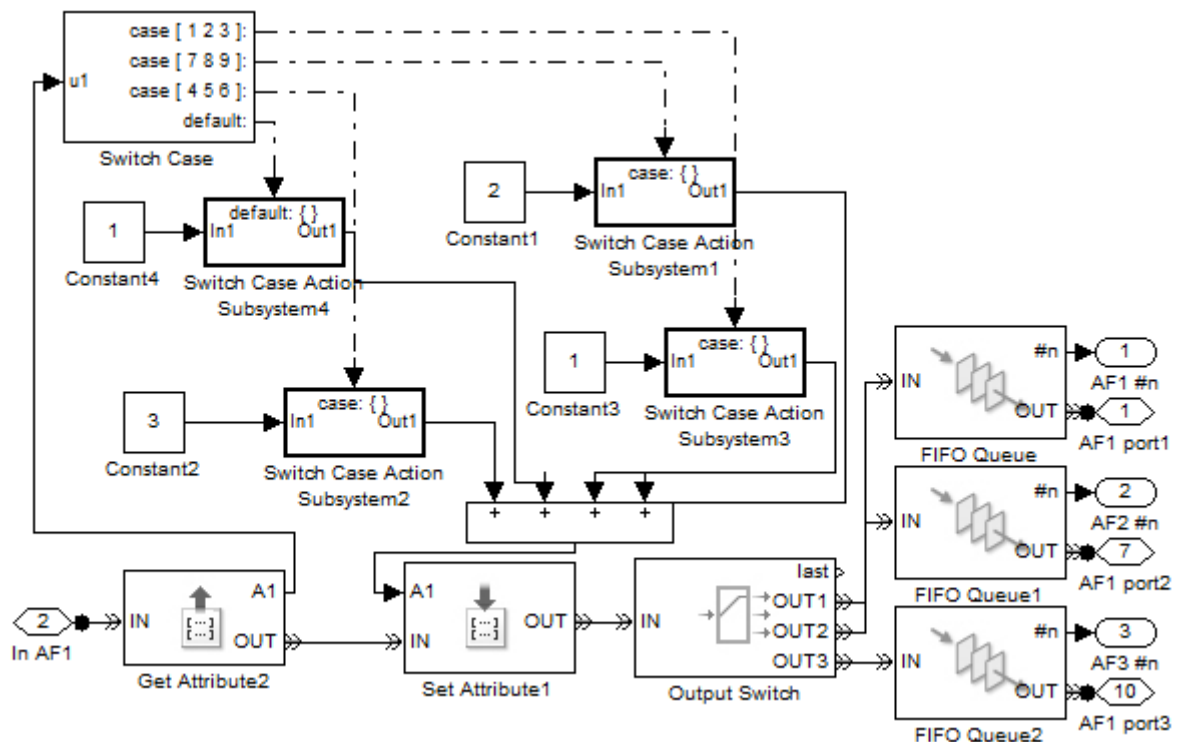 case [ 1 2 3 ]:
case [ 7 8 9 ]:
u1
case [ 4 5 6 ]:
default:
Switch Case
1
Constant4
default: { }
In1
Out1
Switch Case Action
Subsystem4
2
Constant1
case: { }
In1
Out1
Switch Case Action
Subsystem1
3
Constant2
case: { }
In1
Out1
Switch Case Action
Subsystem2
1
Constant3
case: { }
In1
Out1
Switch Case Action
Subsystem3
+ + + +
2
In AF1
IN
A1
[...]
OUT
Get Attribute2
A1
IN
[...]
OUT
Set Attribute1
IN
last
OUT1
OUT2
OUT3
Output Switch
IN
#n
OUT
FIFO Queue
1
AF1 #n
1
AF1 port1
IN
#n
OUT
FIFO Queue1
2
AF2 #n
7
AF1 port2
IN
#n
OUT
FIFO Queue2
3
AF3 #n
10
AF1 port3